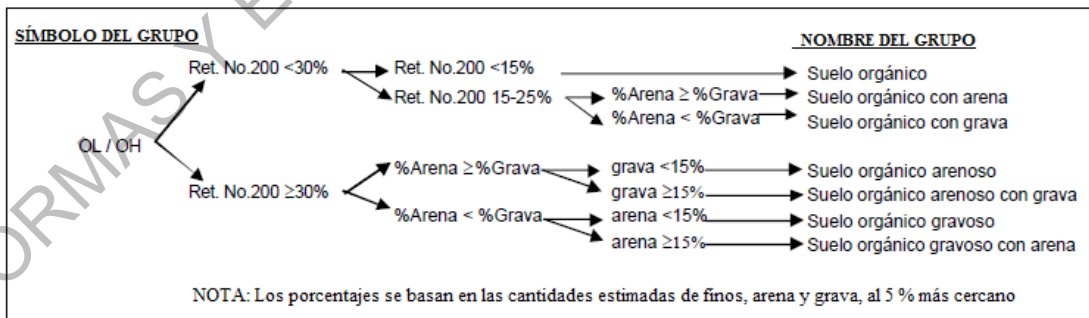 SÍMBOLO DEL GRUPO NOMBRE DEL GRUPO
Ret. No.200 <30% Ret. No.200 <15% Suelo orgánico
Ret. No.200 15-25% %Arena ≥ %Grava Suelo orgánico con arena
%Arena < %Grava Suelo orgánico con grava
OL / OH
%Arena ≥%Grava grava <15% Suelo orgánico arenoso
Ret. No.200 ≥30% grava ≥15% Suelo orgánico arenoso con grava
%Arena < %Grava arena <15% Suelo orgánico gravoso
arena ≥15% Suelo orgánico gravoso con arena
NOTA: Los porcentajes se basan en las cantidades estimadas de finos, arena y grava, al 5 % más cercano
ORMAS Y E